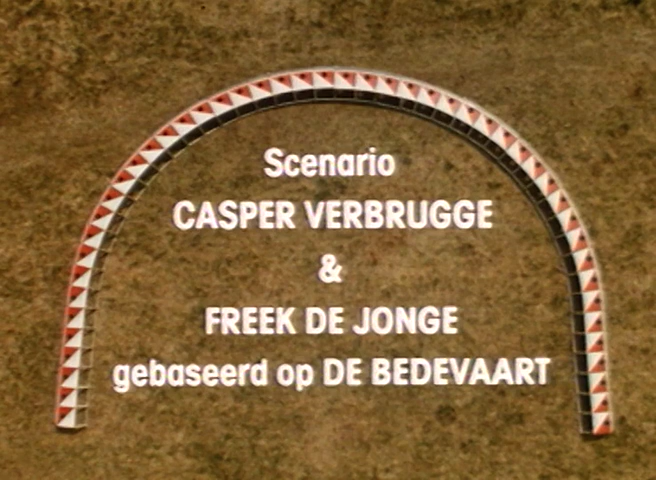 Scenario
CASPER VERBRUGGE
&
FREEK DE JONGE
gebaseerd op DE BEDEVAART